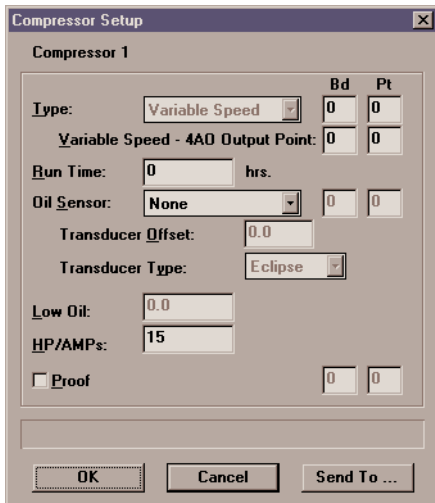 Compressor Setup
Compressor 1
Bd Pt
Type: Variable Speed 0 0
Variable Speed - 4AO Output Point: 0 0
Run Time: 0 hrs.
Oil Sensor: None 0 0
Transducer Offset: 0.0
Transducer Type: Eclipse
Low Oil: 0.0
HP/AMPs: 15
Proof 0 0
OK Cancel Send To ...